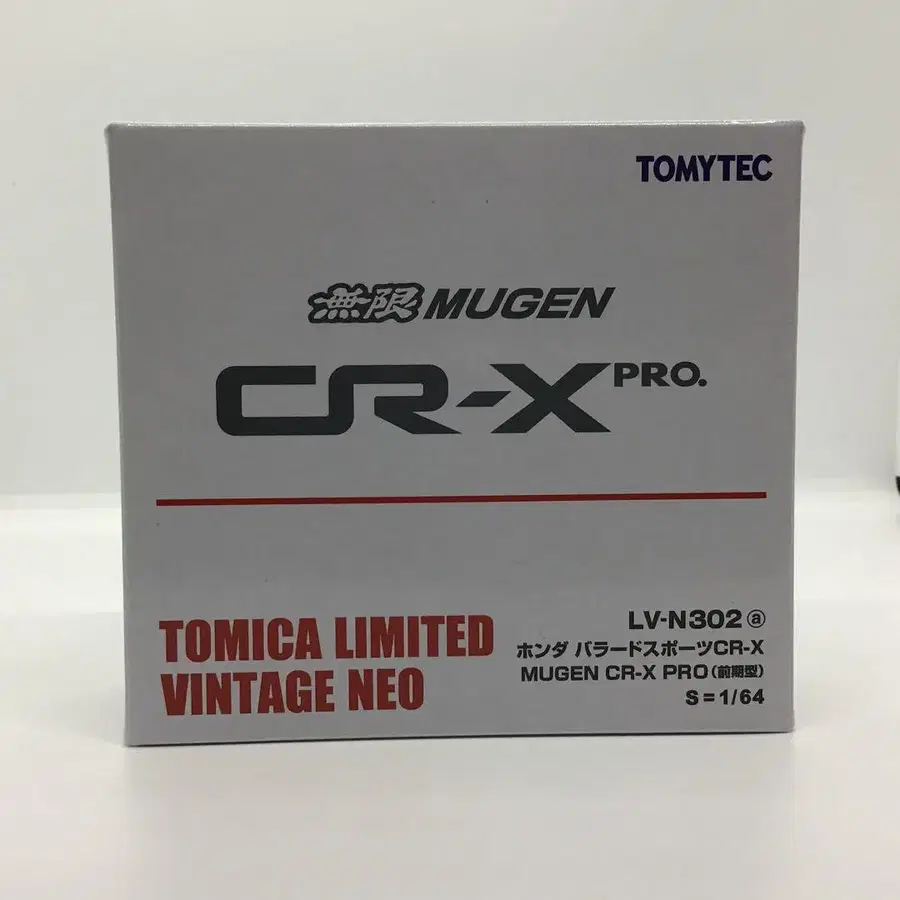 TOMYTEC
無限 MUGEN
CR-X PRO.
TOMICA LIMITED
VINTAGE NEO
LV-N302 ⓐ
ホンダ バラードスポーツCR-X
MUGEN CR-X PRO(前期型)
S=1/64